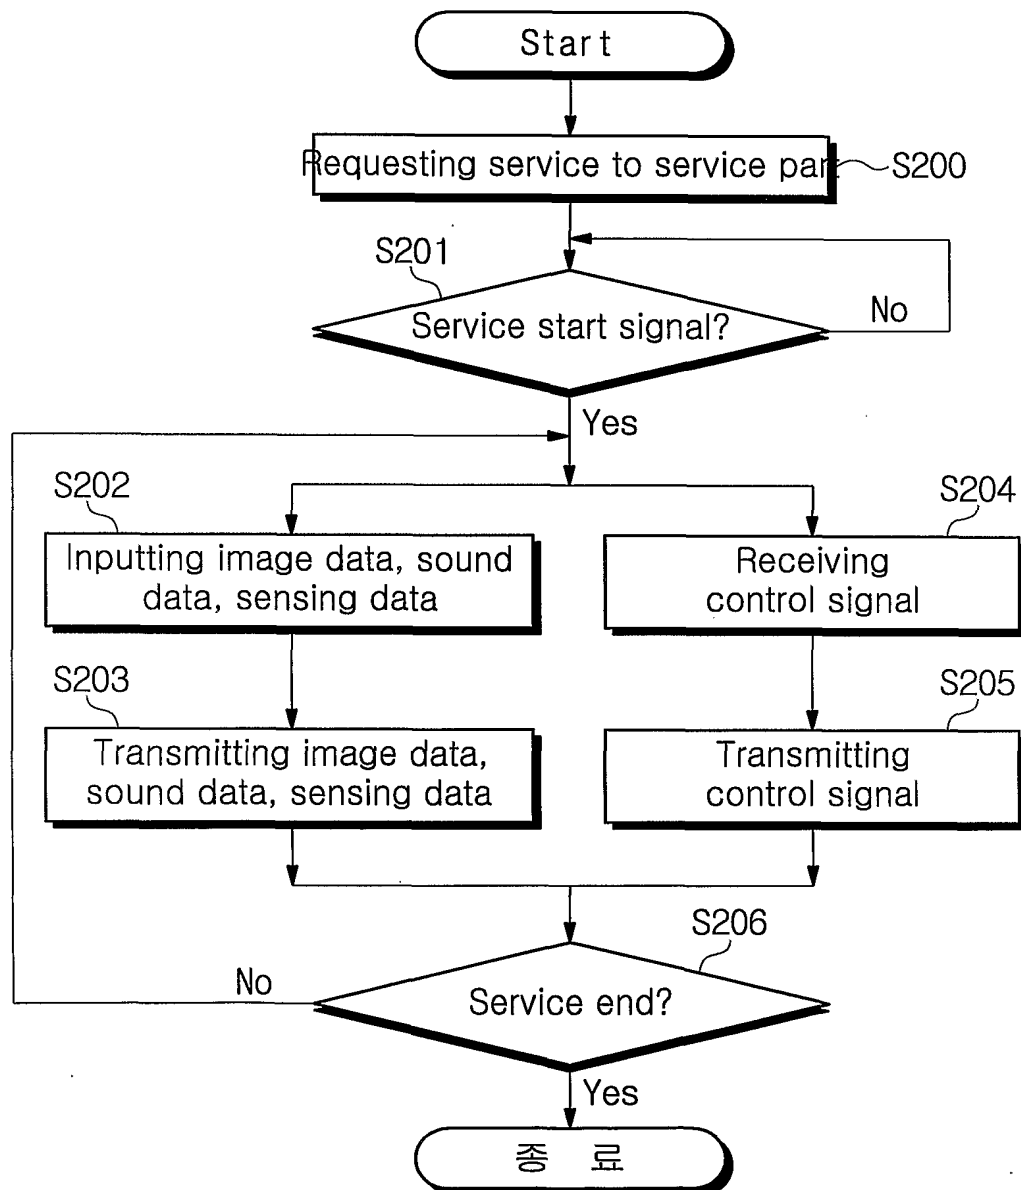 Start
Requesting service to service part
S200
S201
Service start signal?
No
Yes
S202
Inputting image data, sound
data, sensing data
S204
Receiving
control signal
S203
Transmitting image data,
sound data, sensing data
S205
Transmitting
control signal
S206
Service end?
No
Yes
종 료